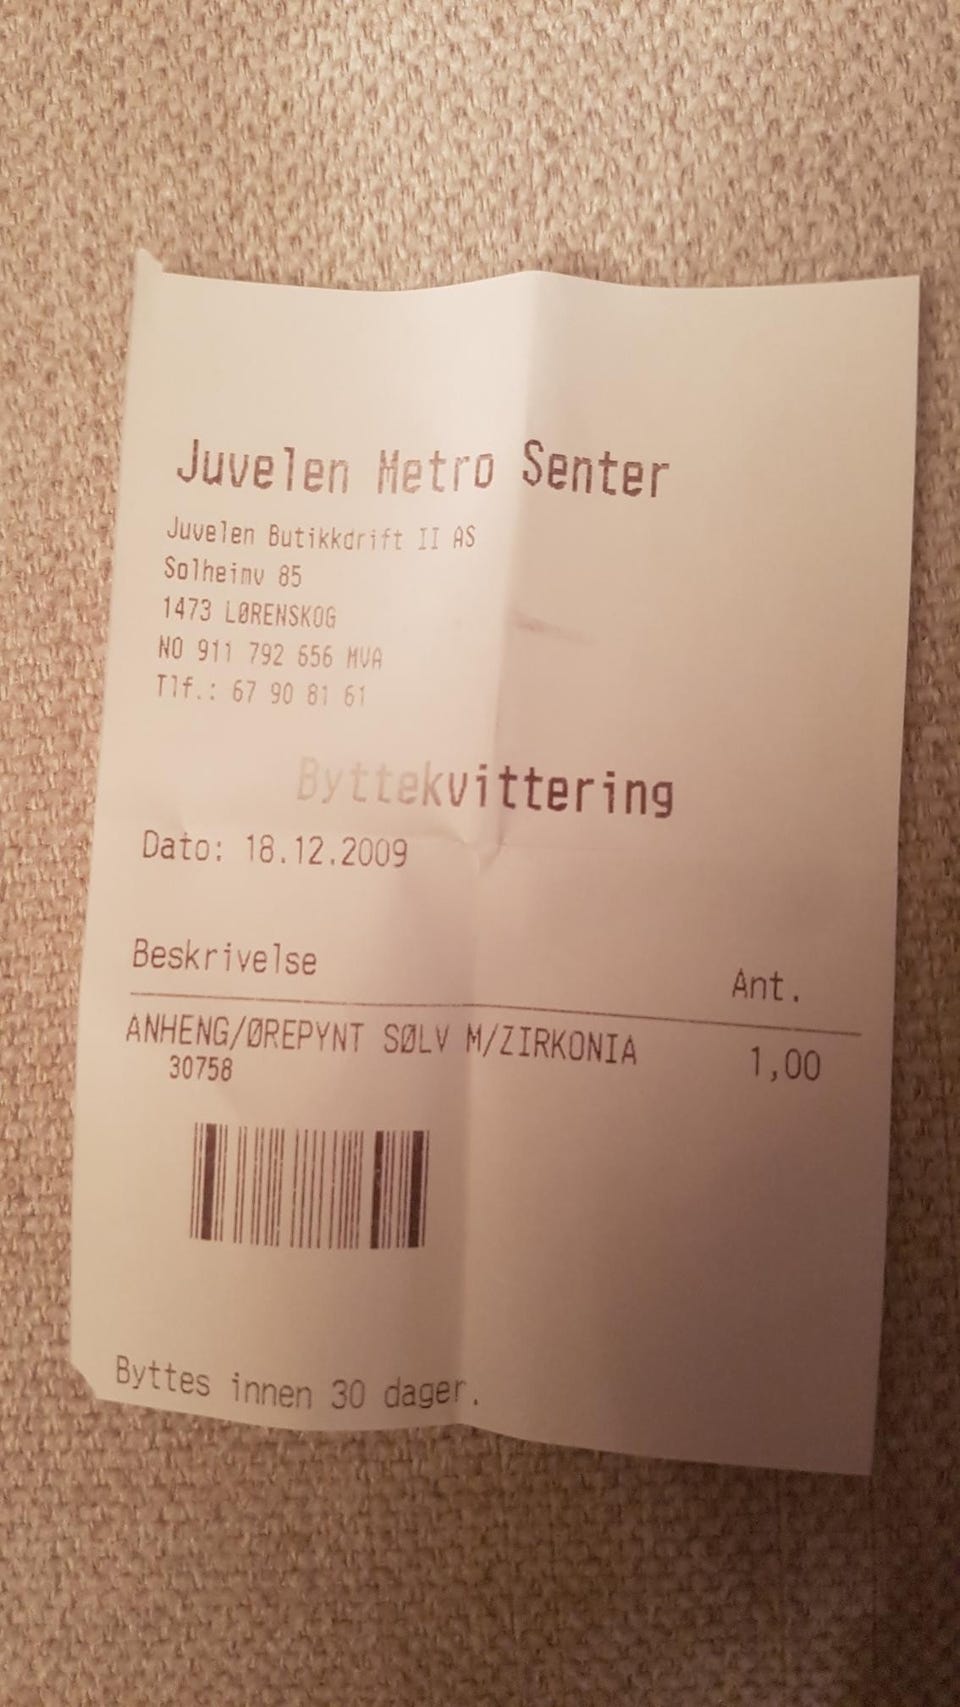 Juvelen Metro Senter
Juvelen Butikkdrift II AS
Solheimv 85
1473 LØRENSKOG
NO 911 792 656 MVA
Tlf.: 67 90 81 61
Byttekvittering
Dato: 18.12.2009
Beskrivelse Ant.
ANHENG/ØREPYNT SØLV M/ZIRKONIA 1,00
30758
Byttes innen 30 dager.